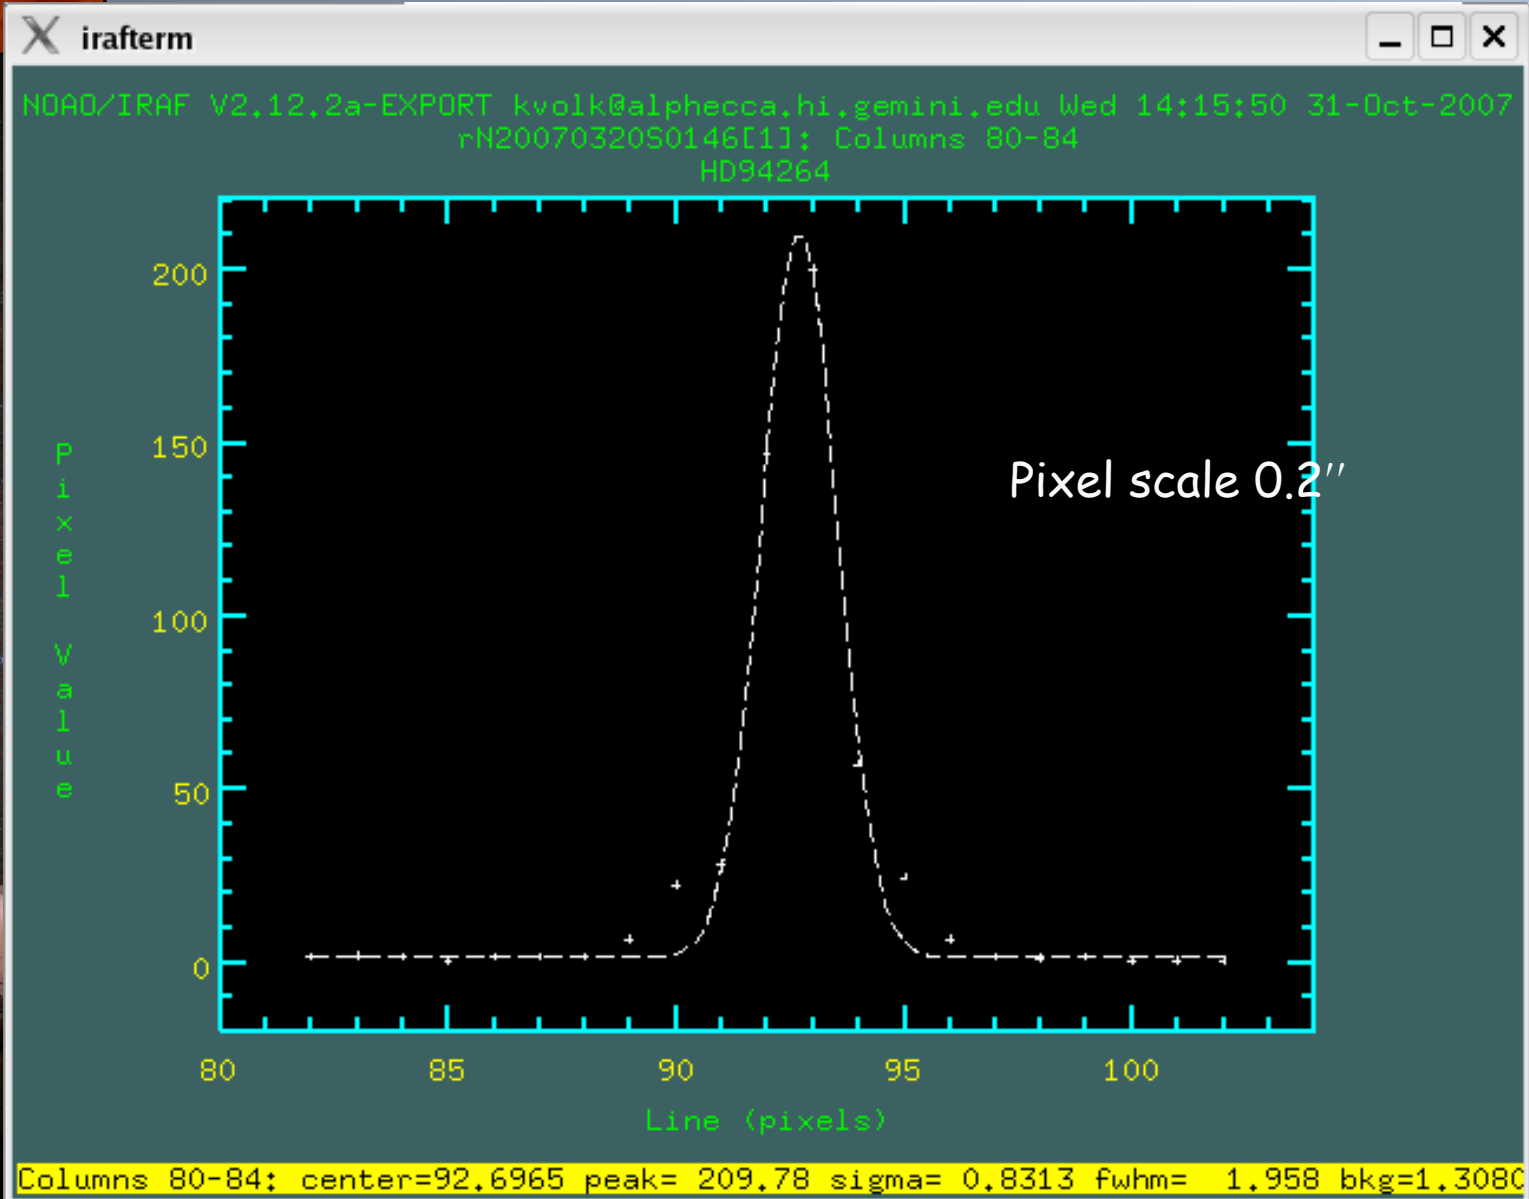 irafterm
NOAO/IRAF V2.12.2a-EXPORT kvolk@alphecca.hi.gemini.edu Wed 14:15:50 31-Oct-2007
rN20070320S0146[1]: Columns 80-84
HD94264
200
150
100
50
0
Pixel Value
Pixel scale 0.2″
80 85 90 95 100
Line (pixels)
Columns 80-84: center=92.6965 peak= 209.78 sigma= 0.8313 fwhm= 1.958 bkg=1.3080